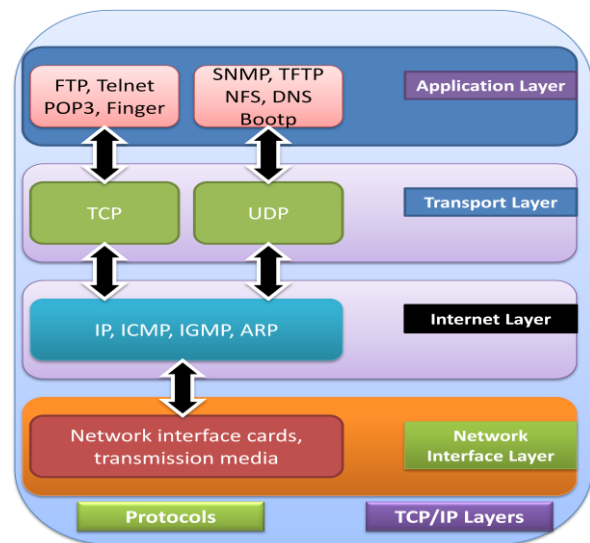 FTP, Telnet
POP3, Finger
SNMP, TFTP
NFS, DNS
Bootp
Application Layer
TCP
UDP
Transport Layer
IP, ICMP, IGMP, ARP
Internet Layer
Network interface cards,
transmission media
Network
Interface Layer
Protocols
TCP/IP Layers